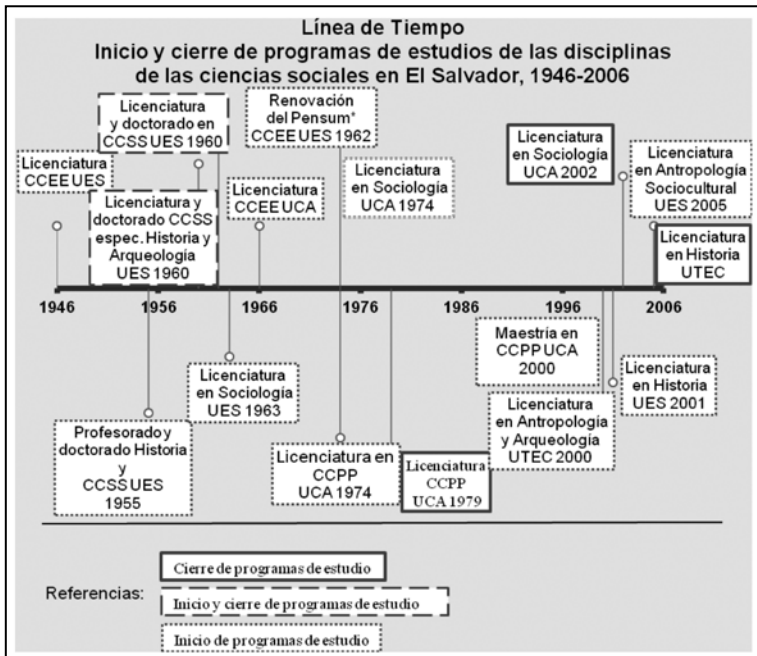 Línea de Tiempo
Inicio y cierre de programas de estudios de las disciplinas
de las ciencias sociales en El Salvador, 1946-2006
Licenciatura
CCEE UES
Licenciatura
y doctorado en
CCSS UES 1960
Licenciatura y
doctorado CCSS
espec. Historia y
Arqueología
UES 1960
Licenciatura
CCEE UCA
Renovación
del Pensum*
CCEE UES 1962
Licenciatura
en Sociología
UCA 1974
Licenciatura
en Sociología
UCA 2002
Licenciatura
en Antropología
Sociocultural
UES 2005
Licenciatura
en Historia
UTEC
1946
1956
1966
1976
1986
1996
2006
Profesorado y
doctorado Historia
y
CCSS UES
1955
Licenciatura
en Sociología
UES 1963
Licenciatura en
CCPP
UCA 1974
Licenciatura
CCPP
UCA 1979
Maestría en
CCPP UCA
2000
Licenciatura
en Antropología
y Arqueología
UTEC 2000
Licenciatura
en Historia
UES 2001
Referencias:
Cierre de programas de estudio
Inicio y cierre de programas de estudio
Inicio de programas de estudio